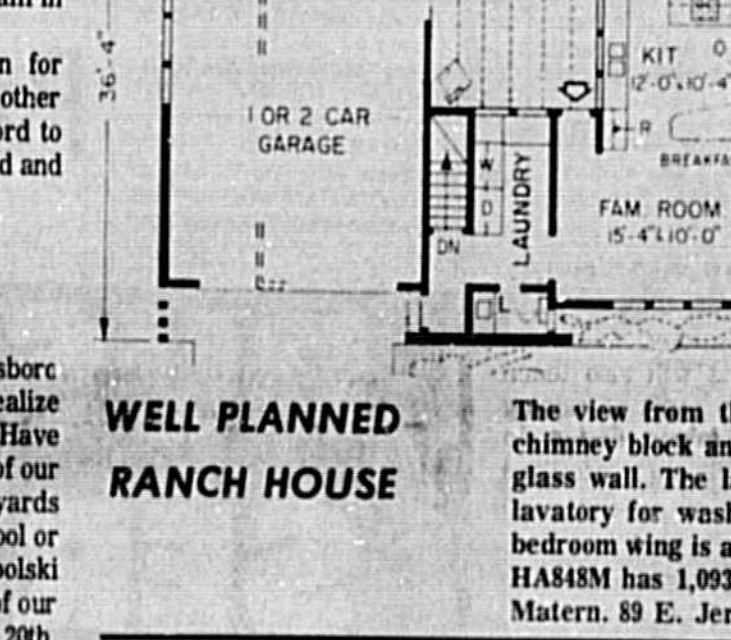 n for
other
rd to
d and
36'-4"
1 OR 2 CAR
GARAGE
KIT
12'-0"x10'-4"
R
BREAKFA
W
D
LAUNDRY
DN
L
FAM. ROOM
15'-4"x10'-0"
sboro
ealize
Have
of our
yards
ool or
polski
of our
20th
WELL PLANNED
RANCH HOUSE
The view from t
chimney block an
glass wall. The l
lavatory for wash
bedroom wing is a
HA848M has 1,093
Matern. 89 E. Jer